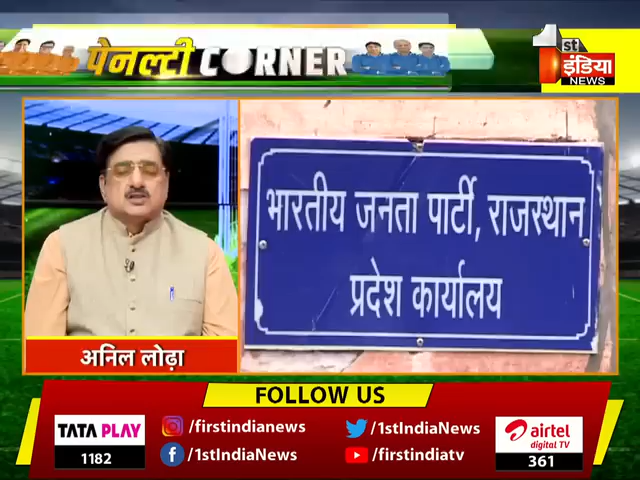 पेनल्टी CORNER
1st
इंडिया
NEWS
भारतीय जनता पार्टी, राजस्थान
प्रदेश कार्यालय
अनिल लोढ़ा
FOLLOW US
TATA PLAY
1182
/firstindianews
/1stIndiaNews
/1stIndiaNews
/firstindiatv
airtel
digital TV
361